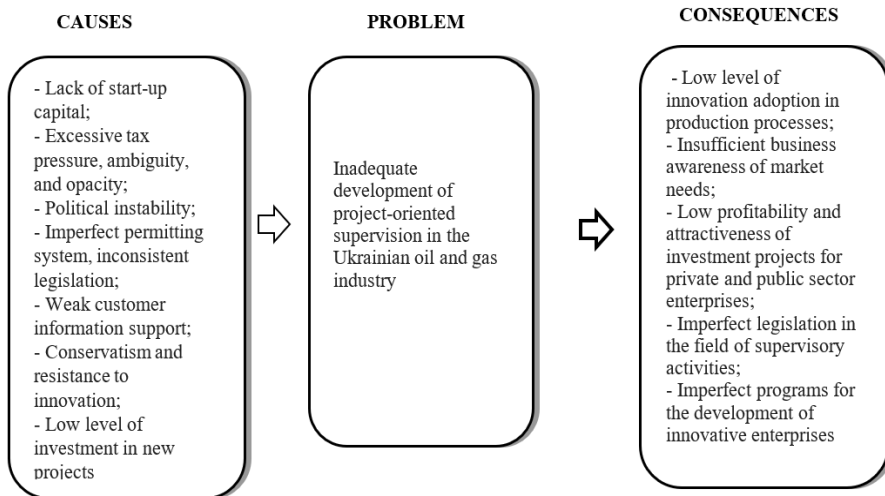 CAUSES
PROBLEM
CONSEQUENCES
- Lack of start-up
capital;
- Excessive tax
pressure, ambiguity,
and opacity;
- Political instability;
- Imperfect permitting
system, inconsistent
legislation;
- Weak customer
information support;
- Conservatism and
resistance to
innovation;
- Low level of
investment in new
projects
Inadequate
development of
project-oriented
supervision in the
Ukrainian oil and gas
industry
- Low level of
innovation adoption in
production processes;
- Insufficient business
awareness of market
needs;
- Low profitability and
attractiveness of
investment projects for
private and public sector
enterprises;
- Imperfect legislation in
the field of supervisory
activities;
- Imperfect programs for
the development of
innovative enterprises